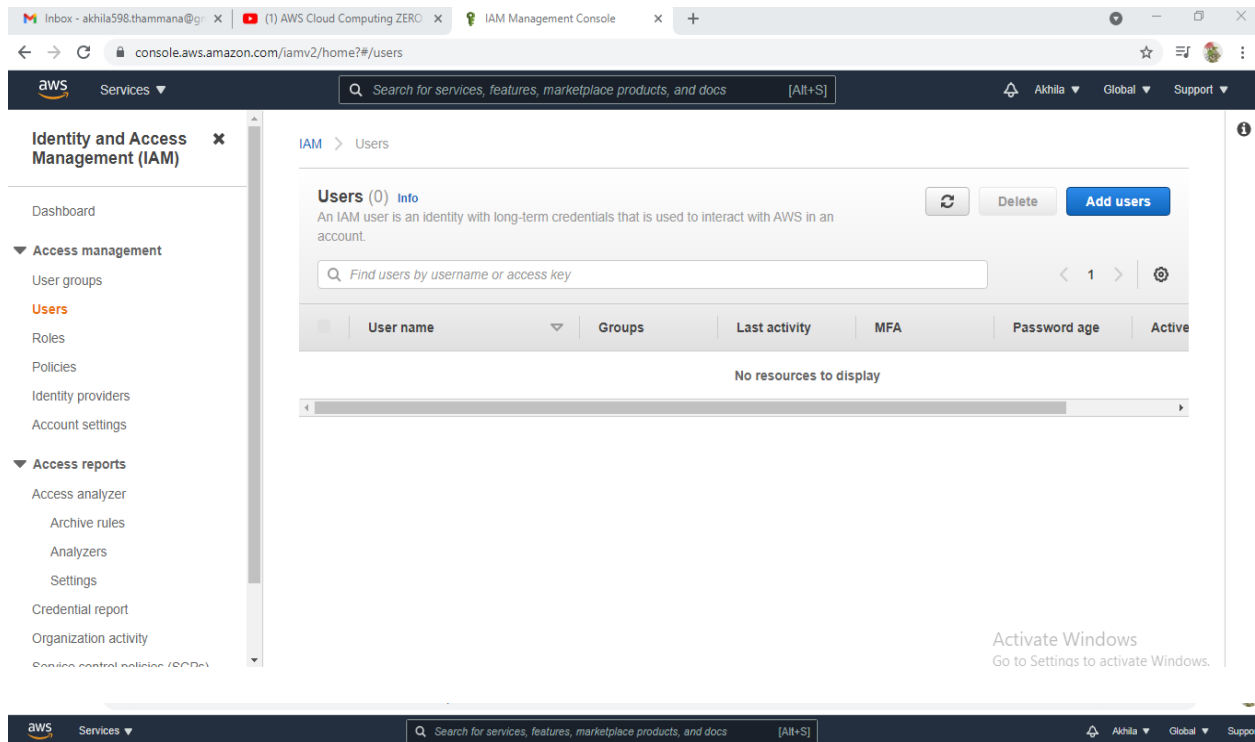 Inbox - akhila598.thammana@gm
(1) AWS Cloud Computing ZERO
IAM Management Console
console.aws.amazon.com/iamv2/home?#/users
aws Services ▼ Search for services, features, marketplace products, and docs [Alt+S] Akhila ▼ Global ▼ Support ▼
Identity and Access
Management (IAM)
Dashboard
Access management
User groups
Users
Roles
Policies
Identity providers
Account settings
Access reports
Access analyzer
Archive rules
Analyzers
Settings
Credential report
Organization activity
Service control policies (SCPs)
IAM > Users
Users (0) Info
An IAM user is an identity with long-term credentials that is used to interact with AWS in an
account.
Delete
Add users
Find users by username or access key
1
User name Groups Last activity MFA Password age Active
No resources to display
Activate Windows
Go to Settings to activate Windows.
aws Services ▼ Search for services, features, marketplace products, and docs [Alt+S] Akhila ▼ Global ▼ Suppo